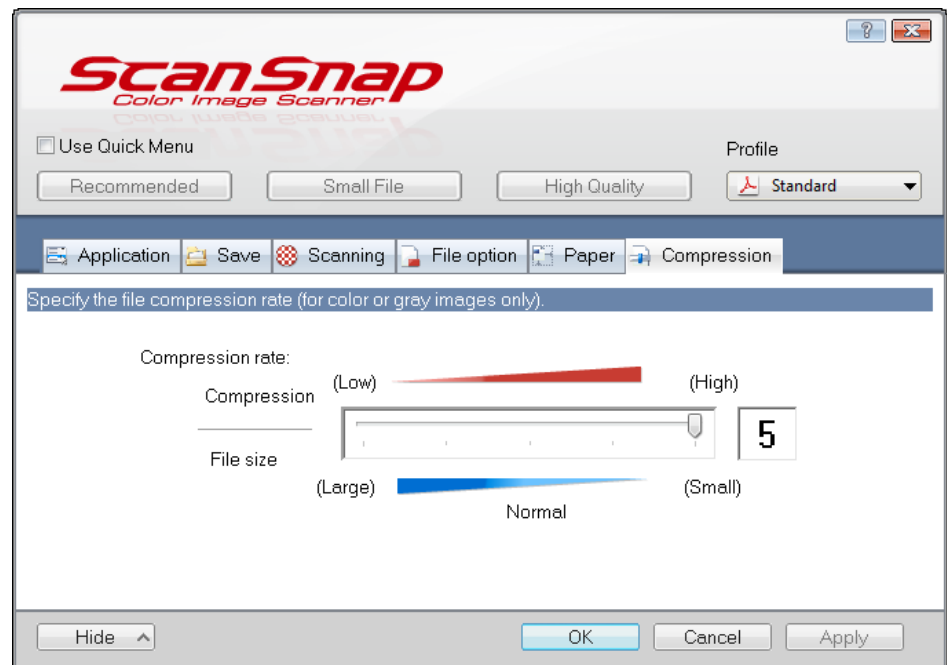 ?
ScanSnap
Color Image Scanner
Use Quick Menu
Profile
Recommended Small File High Quality Standard
Application Save Scanning File option Paper Compression
Specify the file compression rate (for color or gray images only).
Compression rate:
(Low) (High)
Compression
5
File size
(Large) (Small)
Normal
Hide OK Cancel Apply